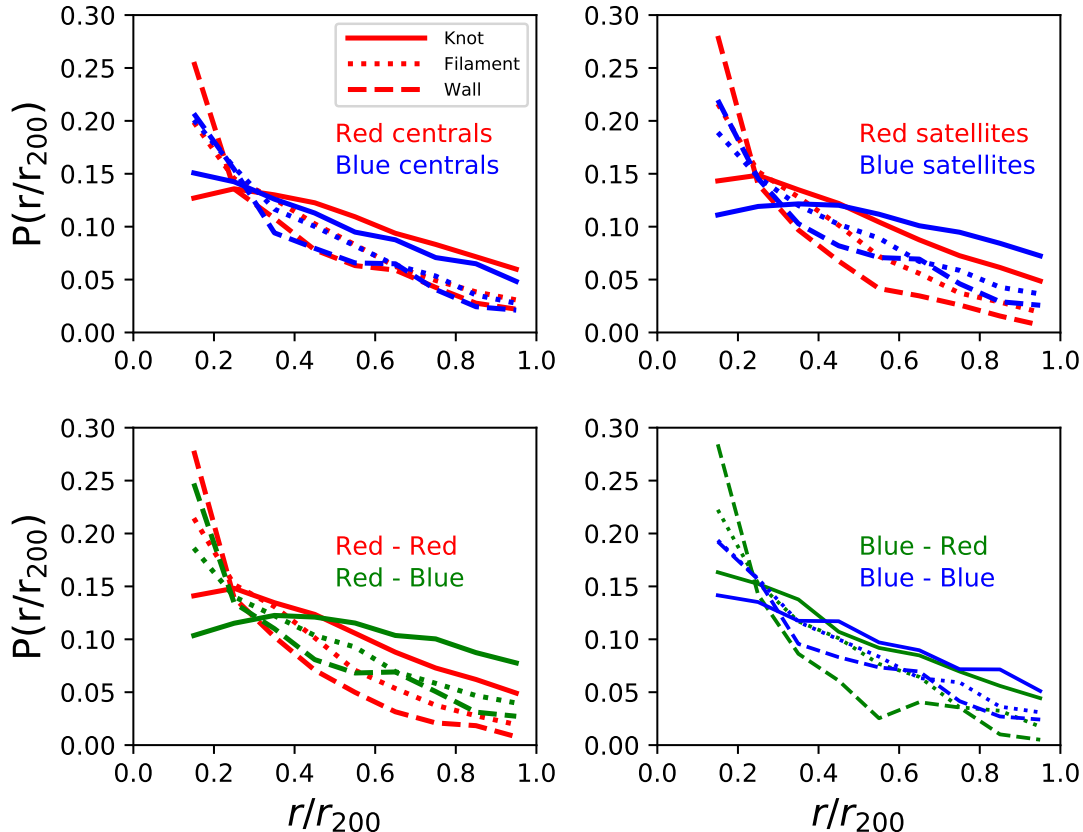 0.30
0.25
0.20
0.15
0.10
0.05
0.00
P(r/r200)
0.0 0.2 0.4 0.6 0.8 1.0
Knot
Filament
Wall
Red centrals
Blue centrals
0.30
0.25
0.20
0.15
0.10
0.05
0.00
0.0 0.2 0.4 0.6 0.8 1.0
Red satellites
Blue satellites
0.30
0.25
0.20
0.15
0.10
0.05
0.00
P(r/r200)
0.0 0.2 0.4 0.6 0.8 1.0
r/r200
Red - Red
Red - Blue
0.30
0.25
0.20
0.15
0.10
0.05
0.00
0.0 0.2 0.4 0.6 0.8 1.0
r/r200
Blue - Red
Blue - Blue